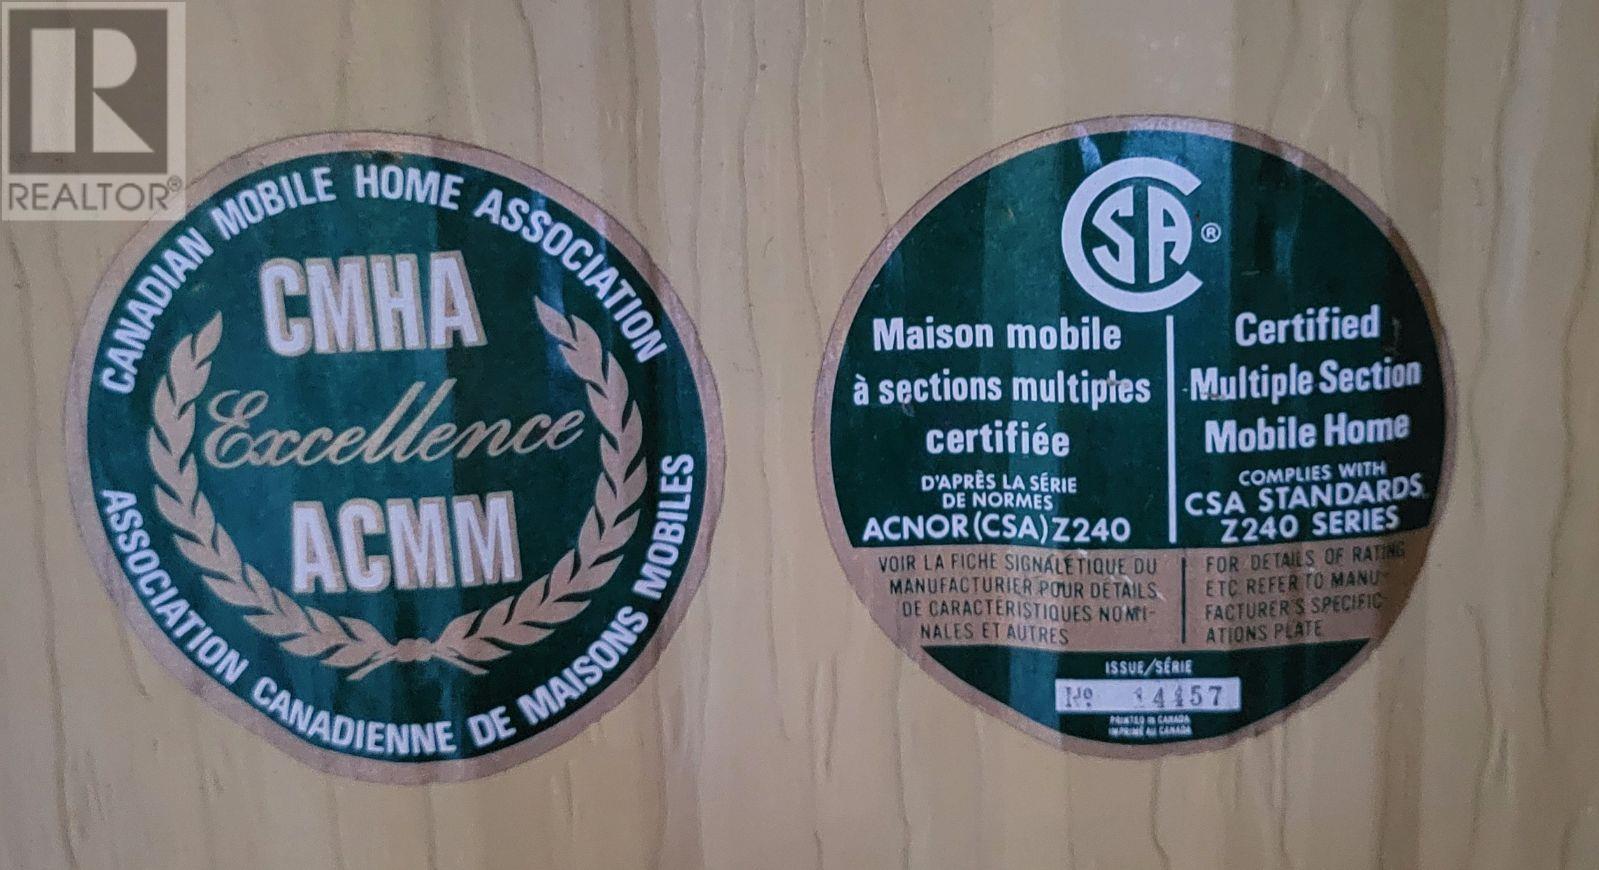 R
REALTOR®
CANADIAN MOBILE HOME ASSOCIATION
CMHA
Excellence
ACMM
ASSOCIATION CANADIENNE DE MAISONS MOBILES
CSA®
Maison mobile
à sections multiples
certifiée
D'APRÈS LA SÉRIE
DE NORMES
ACNOR (CSA) Z240
Certified
Multiple Section
Mobile Home
COMPLIES WITH
CSA STANDARDS
Z240 SERIES
VOIR LA FICHE SIGNALÉTIQUE DU
MANUFACTURIER POUR DÉTAILS
DE CARACTÉRISTIQUES NOMI-
NALES ET AUTRES
FOR DETAILS OF RATING
ETC REFER TO MANU-
FACTURER'S SPECIFIC-
ATIONS PLATE
ISSUE/SÉRIE
Nº
PRINTED IN CANADA
IMPRIMÉ AU CANADA